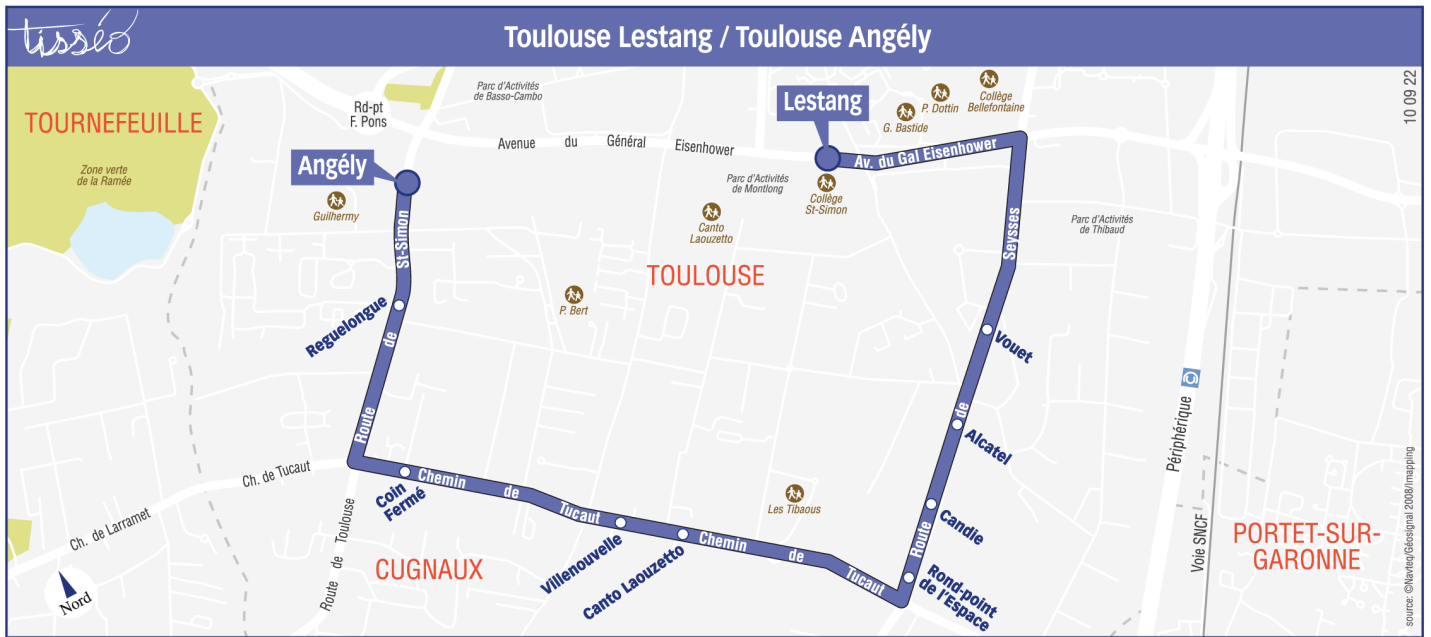 tisséo
Toulouse Lestang / Toulouse Angély
10 09 22
TOURNEFEUILLE
Zone verte
de la Ramée
Rd-pt
F. Pons
Parc d'Activités
de Basso-Cambo
Avenue du Général Eisenhower
Lestang
G. Bastide
P. Dottin
Collège
Bellefontaine
Av. du Gal Eisenhower
Angély
Guilhermy
Parc d'Activités
de Montlong
Collège
St-Simon
Canto
Laouzetto
Parc d'Activités
de Thibaud
TOULOUSE
P. Bert
Route de St-Simon
Reguelongue
Route de Seysses
Vouet
Alcatel
Candie
Rond-point
de l'Espace
Périphérique
Voie SNCF
Ch. de Tucaut
Ch. de Larramet
Route de Toulouse
Coin
Fermé
Chemin de Tucaut
Villenouvelle
Canto Laouzetto
Chemin de Tucaut
Les Tibaous
CUGNAUX
PORTET-SUR-
GARONNE
Nord
source: ©Navteq/Géosignal 2008/lmapping